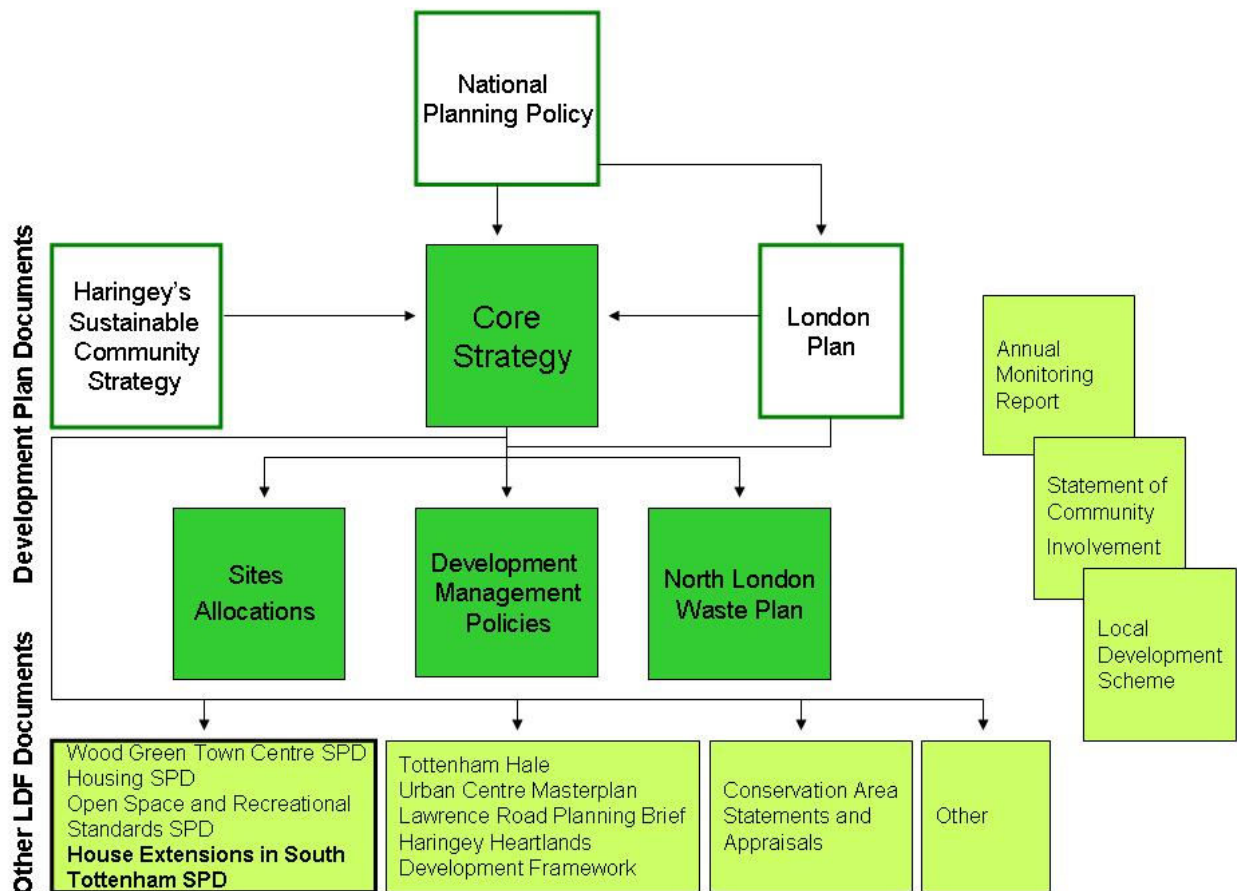 National
Planning Policy
Development Plan Documents
Haringey's
Sustainable
Community
Strategy
Core
Strategy
London
Plan
Annual
Monitoring
Report
Statement of
Community
Involvement
Local
Development
Scheme
Sites
Allocations
Development
Management
Policies
North London
Waste Plan
Other LDF Documents
Wood Green Town Centre SPD
Housing SPD
Open Space and Recreational
Standards SPD
House Extensions in South
Tottenham SPD
Tottenham Hale
Urban Centre Masterplan
Lawrence Road Planning Brief
Haringey Heartlands
Development Framework
Conservation Area
Statements and
Appraisals
Other